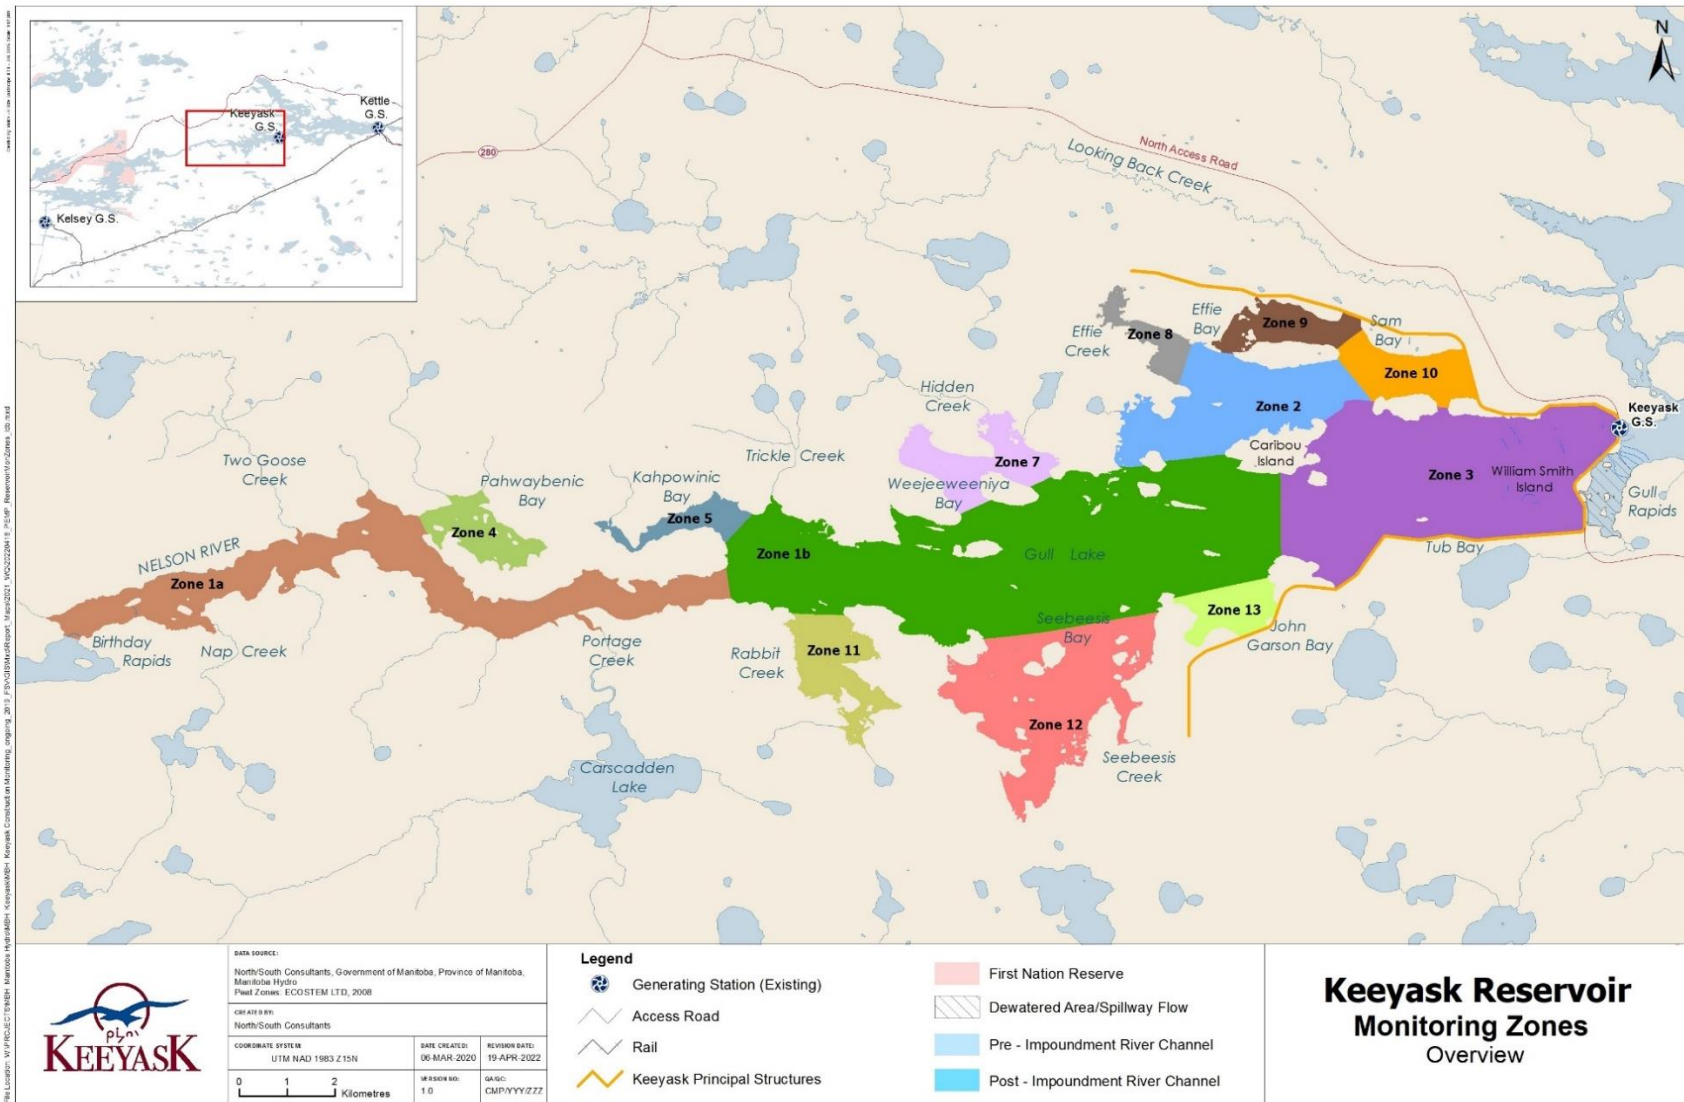 Kettle
G.S.
Keeyask
G.S.
Kelsey G.S.
N
280
North Access Road
Looking Back Creek
Effie
Creek
Zone 8
Effie
Bay
Zone 9
Sam
Bay
Zone 10
Hidden
Creek
Zone 2
Keeyask
G.S.
Caribou
Island
Zone 3
William Smith
Island
Gull
Rapids
Tub Bay
Zone 7
Weejeeweeniya
Bay
Trickle Creek
Kahpowinic
Bay
Zone 5
Pahwaybenic
Bay
Two Goose
Creek
Zone 4
NELSON RIVER
Zone 1a
Zone 1b
Gull Lake
Birthday
Rapids
Nap Creek
Portage
Creek
Rabbit
Creek
Zone 11
Seebeesis
Bay
Zone 13
John
Garson Bay
Zone 12
Seebeesis
Creek
Carscadden
Lake
KEEYASK
DATA SOURCE:
North/South Consultants, Government of Manitoba, Province of Manitoba,
Manitoba Hydro
Peat Zones: ECOSTEM LTD, 2008
CREATED BY:
North/South Consultants
COORDINATE SYSTEM:
UTM NAD 1983 Z15N
DATE CREATED:
06-MAR-2020
REVISION DATE:
19-APR-2022
0 1 2 Kilometres
VERSION NO:
1.0
QA/QC:
CMP/YYY/ZZZ
Legend
Generating Station (Existing)
Access Road
Rail
Keeyask Principal Structures
First Nation Reserve
Dewatered Area/Spillway Flow
Pre - Impoundment River Channel
Post - Impoundment River Channel
Keeyask Reservoir
Monitoring Zones
Overview